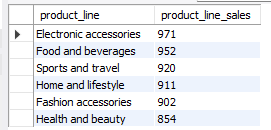 product_line product_line_sales
Electronic accessories 971
Food and beverages 952
Sports and travel 920
Home and lifestyle 911
Fashion accessories 902
Health and beauty 854